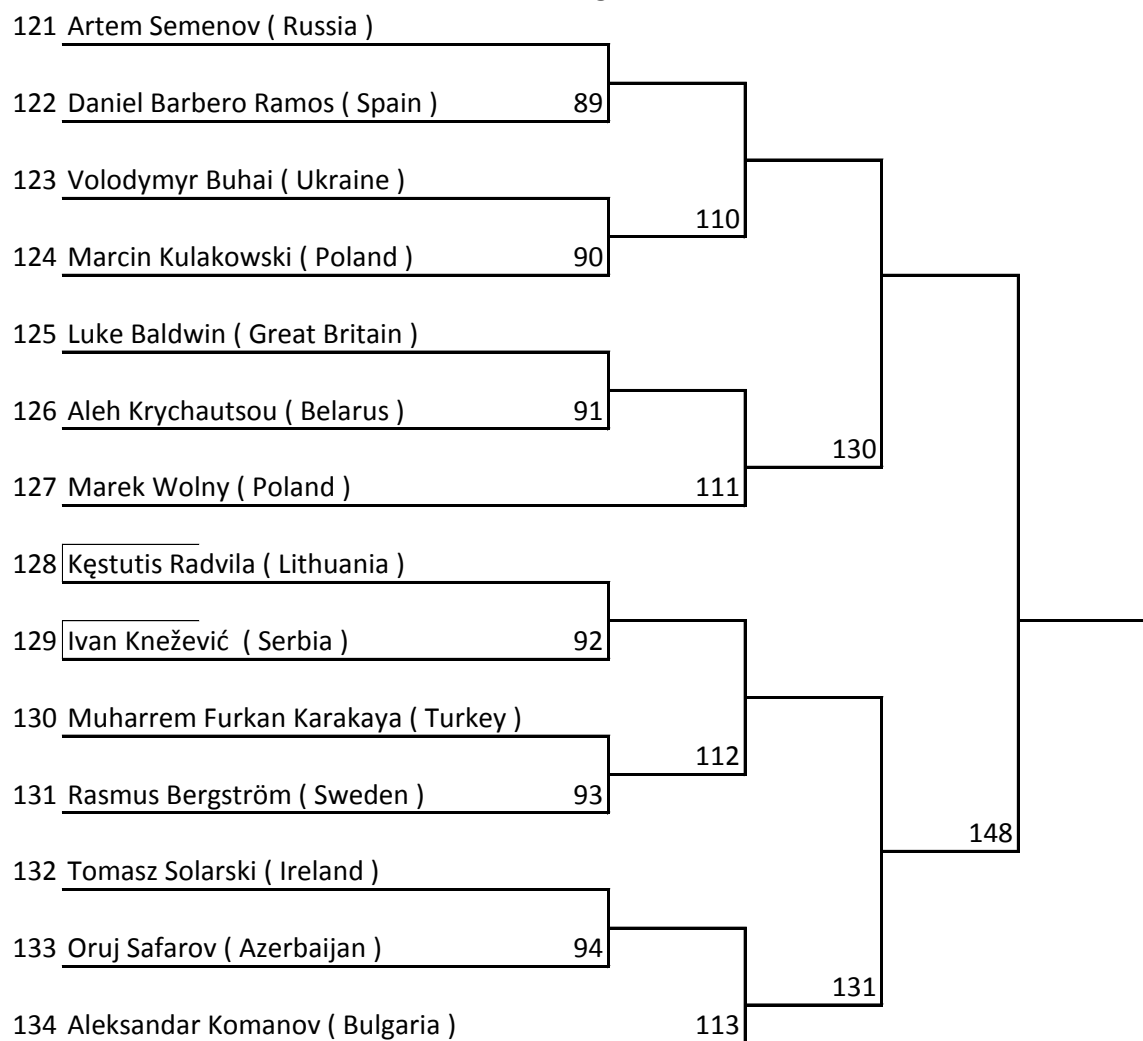 121 Artem Semenov ( Russia )
122 Daniel Barbero Ramos ( Spain ) 89
123 Volodymyr Buhai ( Ukraine )
110
124 Marcin Kulakowski ( Poland ) 90
125 Luke Baldwin ( Great Britain )
126 Aleh Krychautsou ( Belarus ) 91
130
127 Marek Wolny ( Poland ) 111
128 Kęstutis Radvila ( Lithuania )
129 Ivan Knežević  ( Serbia ) 92
130 Muharrem Furkan Karakaya ( Turkey )
112
131 Rasmus Bergström ( Sweden ) 93
148
132 Tomasz Solarski ( Ireland )
133 Oruj Safarov ( Azerbaijan ) 94
131
134 Aleksandar Komanov ( Bulgaria ) 113